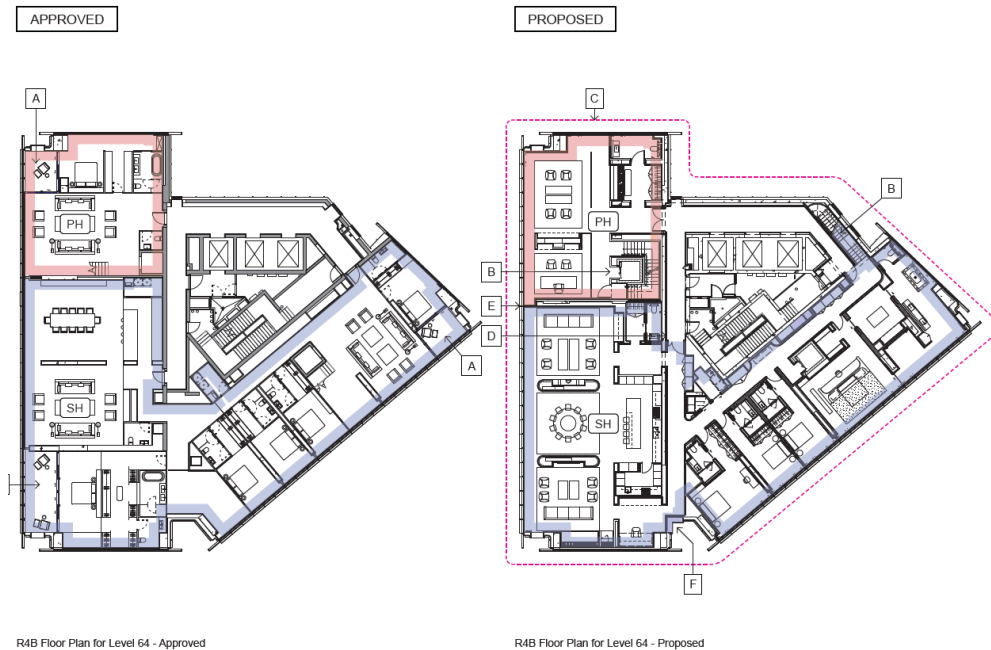 APPROVED
PROPOSED
A
C
B
PH
PH
B
E
D
A
SH
SH
F
R4B Floor Plan for Level 64 - Approved
R4B Floor Plan for Level 64 - Proposed